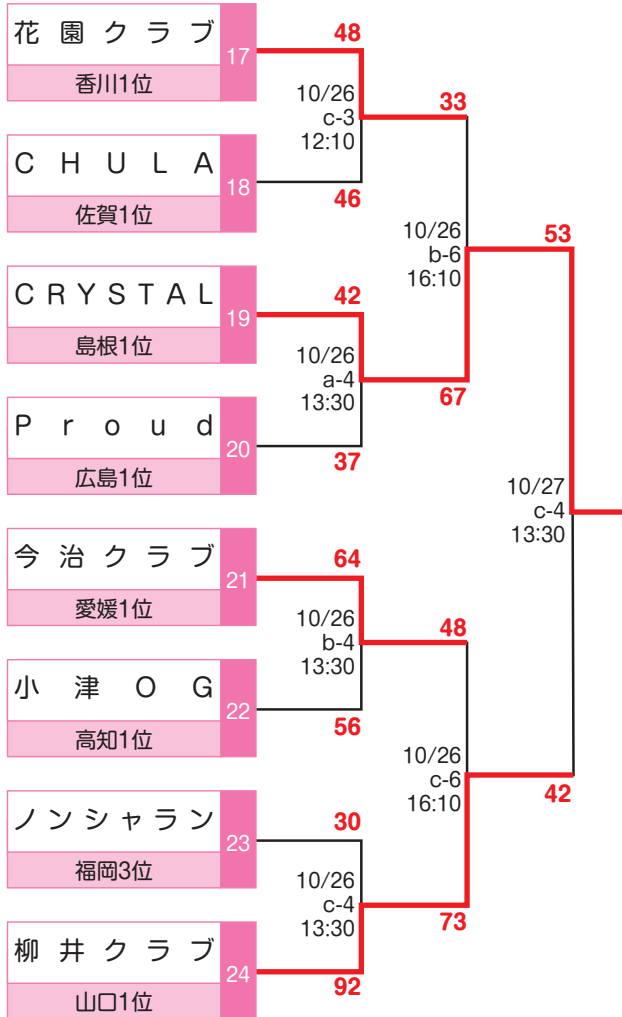 花園クラブ
17
香川1位
48
10/26
c-3
12:10
33
CHULA
18
佐賀1位
46
10/26
b-6
16:10
53
CRYSTAL
19
島根1位
42
10/26
a-4
13:30
67
Proud
20
広島1位
37
10/27
c-4
13:30
今治クラブ
21
愛媛1位
64
10/26
b-4
13:30
48
小津OG
22
高知1位
56
10/26
c-6
16:10
42
ノンシャラン
23
福岡3位
30
10/26
c-4
13:30
73
柳井クラブ
24
山口1位
92